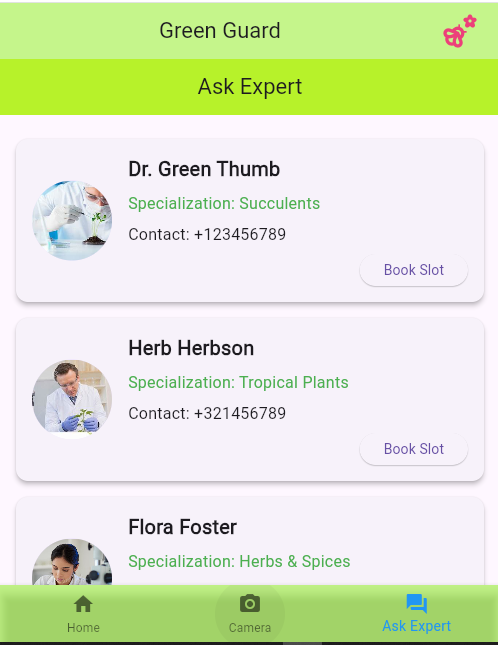 Green Guard
Ask Expert
Dr. Green Thumb
Specialization: Succulents
Contact: +123456789
Book Slot
Herb Herbson
Specialization: Tropical Plants
Contact: +321456789
Book Slot
Flora Foster
Specialization: Herbs & Spices
Home
Camera
Ask Expert